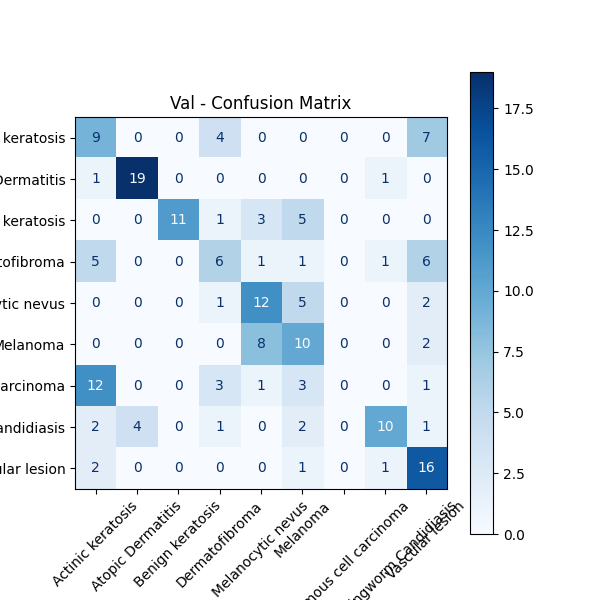 Val - Confusion Matrix
keratosis 9 0 0 4 0 0 0 0 7
Dermatitis 1 19 0 0 0 0 0 1 0
keratosis 0 0 11 1 3 5 0 0 0
tofibroma 5 0 0 6 1 1 0 1 6
ytic nevus 0 0 0 1 12 5 0 0 2
Melanoma 0 0 0 0 8 10 0 0 2
arcinoma 12 0 0 3 1 3 0 0 1
andidiasis 2 4 0 1 0 2 0 10 1
ular lesion 2 0 0 0 0 1 0 1 16
Actinic keratosis
Atopic Dermatitis
Benign keratosis
Dermatofibroma
Melanocytic nevus
Melanoma
mous cell carcinoma
ngworm Candidiasis
Vascular lesion
17.5
15.0
12.5
10.0
7.5
5.0
2.5
0.0